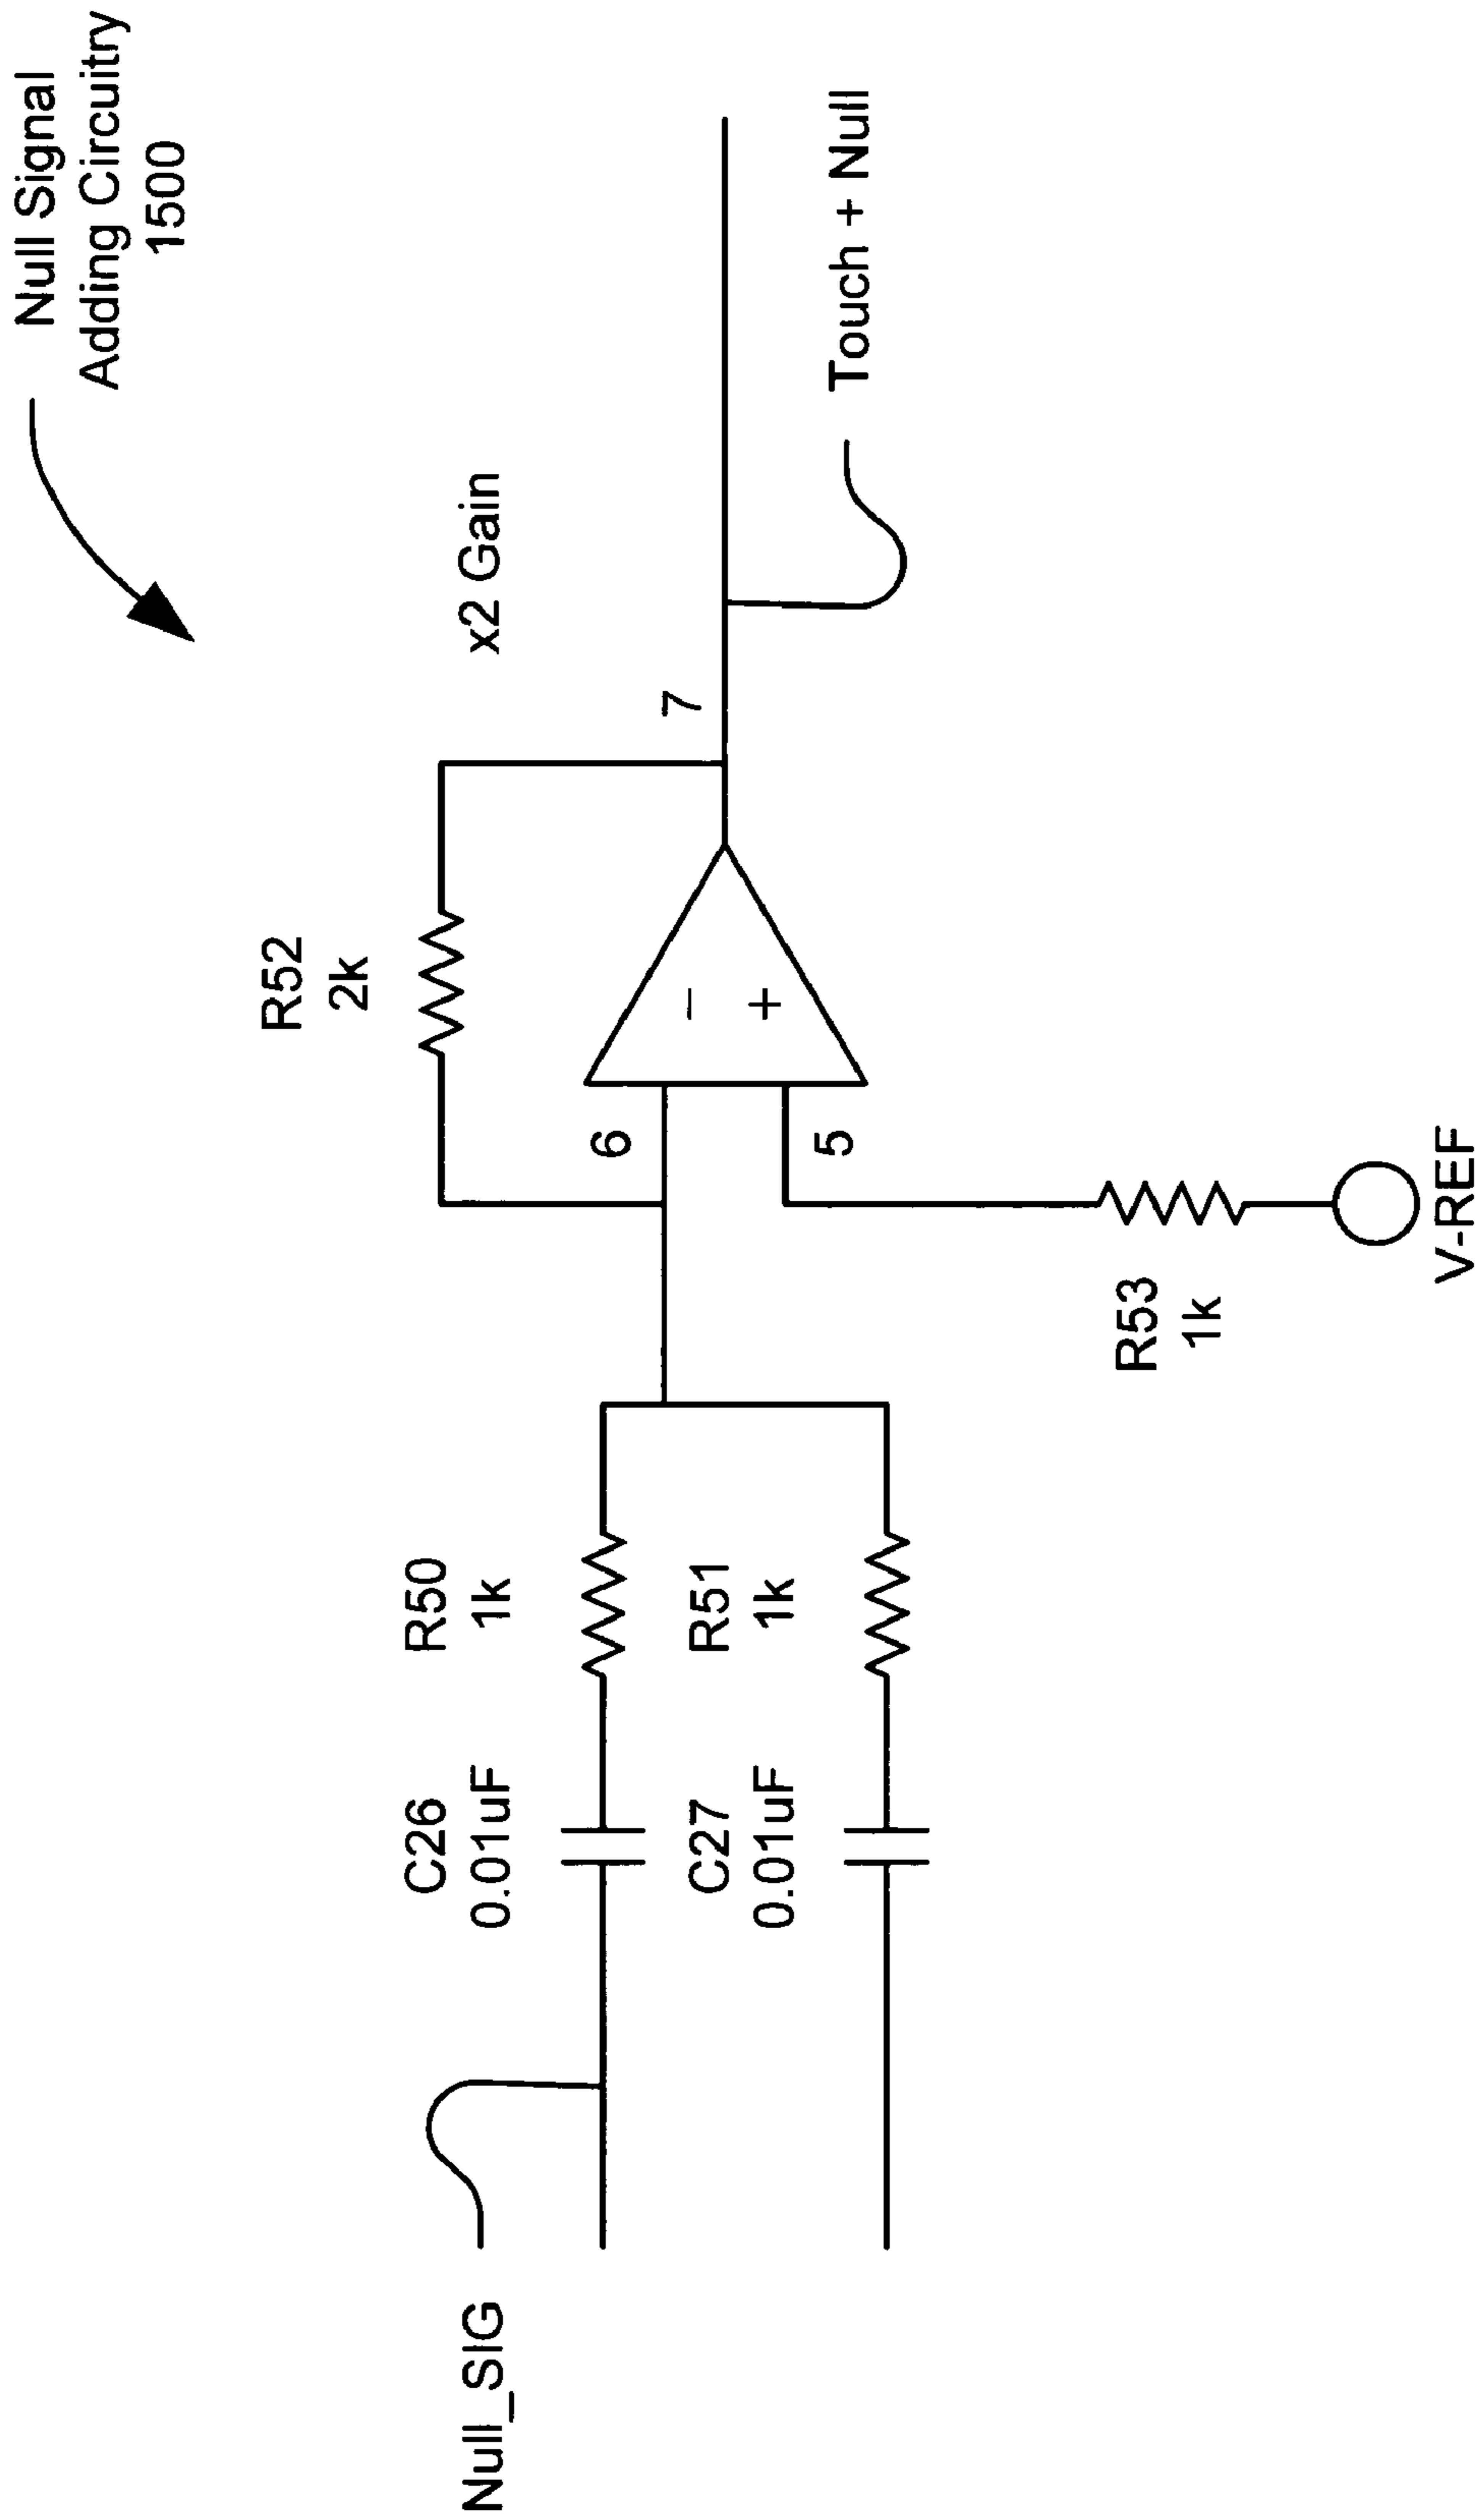 Null Signal
Adding Circuitry
1500
R52
2k
x2 Gain
7
Null_SIG
C26
0.01uF
R50
1k
6
–
+
5
C27
0.01uF
R51
1k
Touch + Null
R53
1k
V-REF